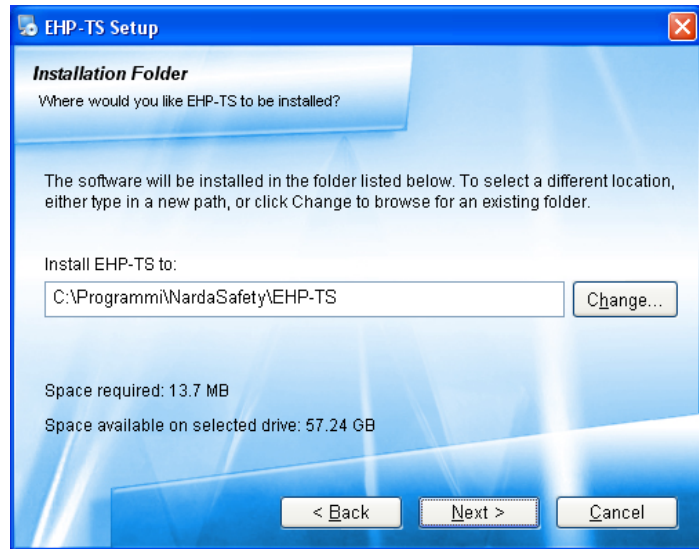 EHP-TS Setup
Installation Folder
Where would you like EHP-TS to be installed?
The software will be installed in the folder listed below. To select a different location,
either type in a new path, or click Change to browse for an existing folder.
Install EHP-TS to:
C:\Programmi\NardaSafety\EHP-TS
Change...
Space required: 13.7 MB
Space available on selected drive: 57.24 GB
< Back
Next >
Cancel